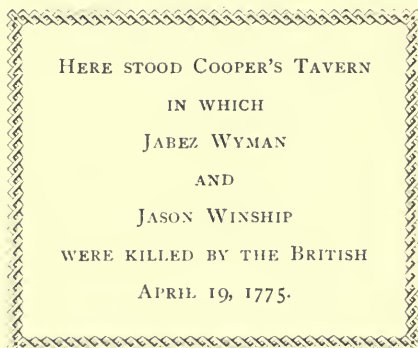 Here stood Cooper's Tavern
in which
Jabez Wyman
and
Jason Winship
were killed by the British
April 19, 1775.